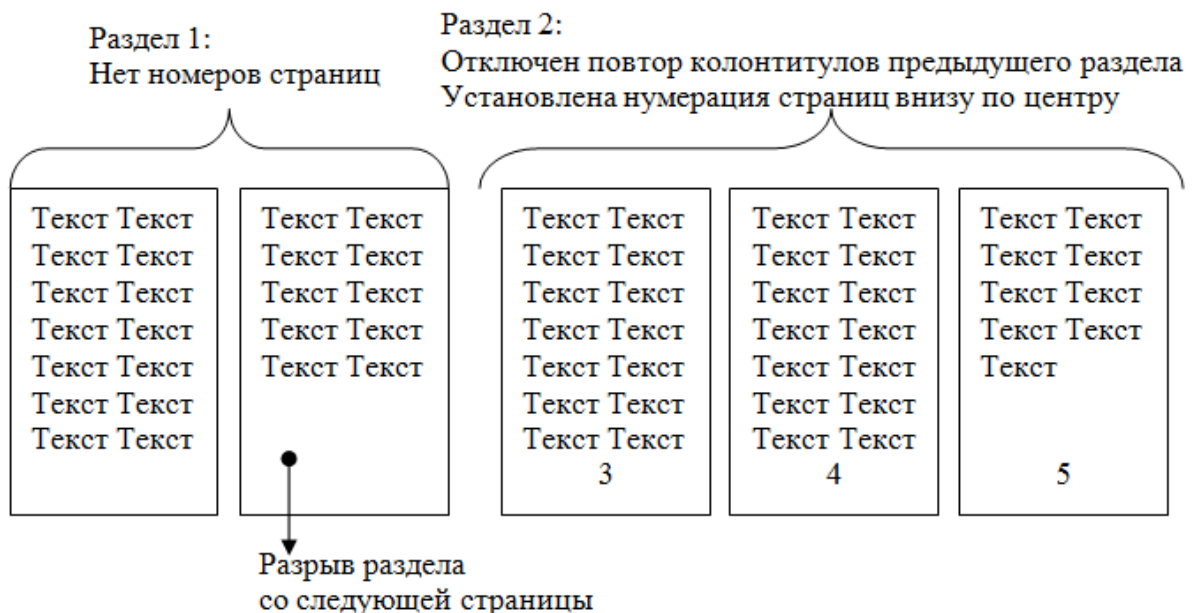 Раздел 1:
Нет номеров страниц
Раздел 2:
Отключен повтор колонтитулов предыдущего раздела
Установлена нумерация страниц внизу по центру
Текст Текст
Текст Текст
Текст Текст
Текст Текст
Текст Текст
Текст Текст
Текст Текст
Текст Текст
Текст Текст
Текст Текст
Текст Текст
Текст Текст
Разрыв раздела
со следующей страницы
Текст Текст
Текст Текст
Текст Текст
Текст Текст
Текст Текст
Текст Текст
Текст Текст
3
Текст Текст
Текст Текст
Текст Текст
Текст Текст
Текст Текст
Текст Текст
Текст Текст
4
Текст Текст
Текст Текст
Текст Текст
Текст Текст
Текст
5